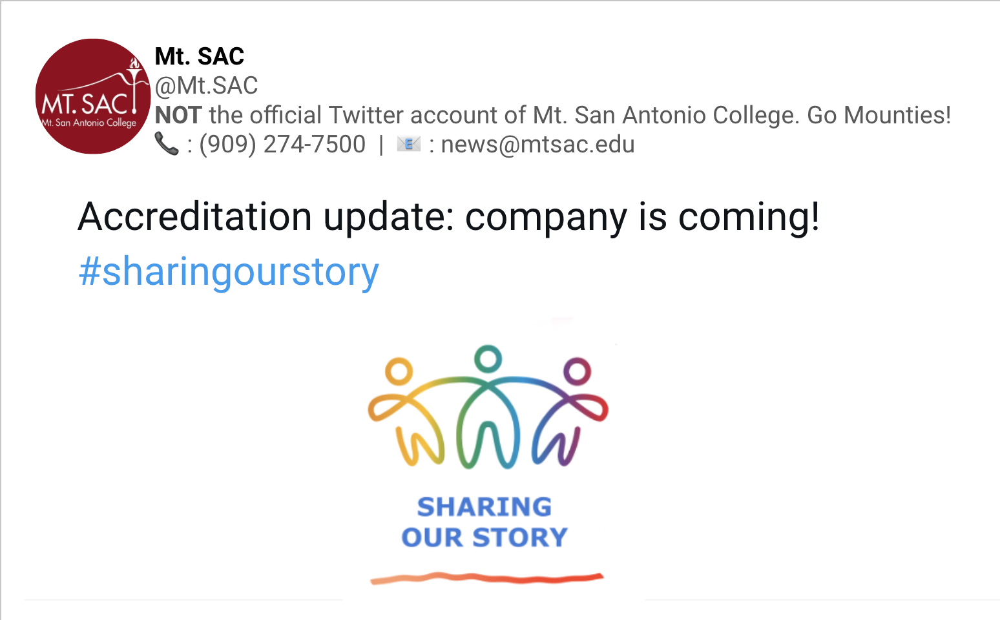 MT. SAC
Mt. San Antonio College
Mt. SAC
@Mt.SAC
NOT the official Twitter account of Mt. San Antonio College. Go Mounties!
📞 : (909) 274-7500 | 📧 : news@mtsac.edu
Accreditation update: company is coming!
#sharingourstory
SHARING
OUR STORY